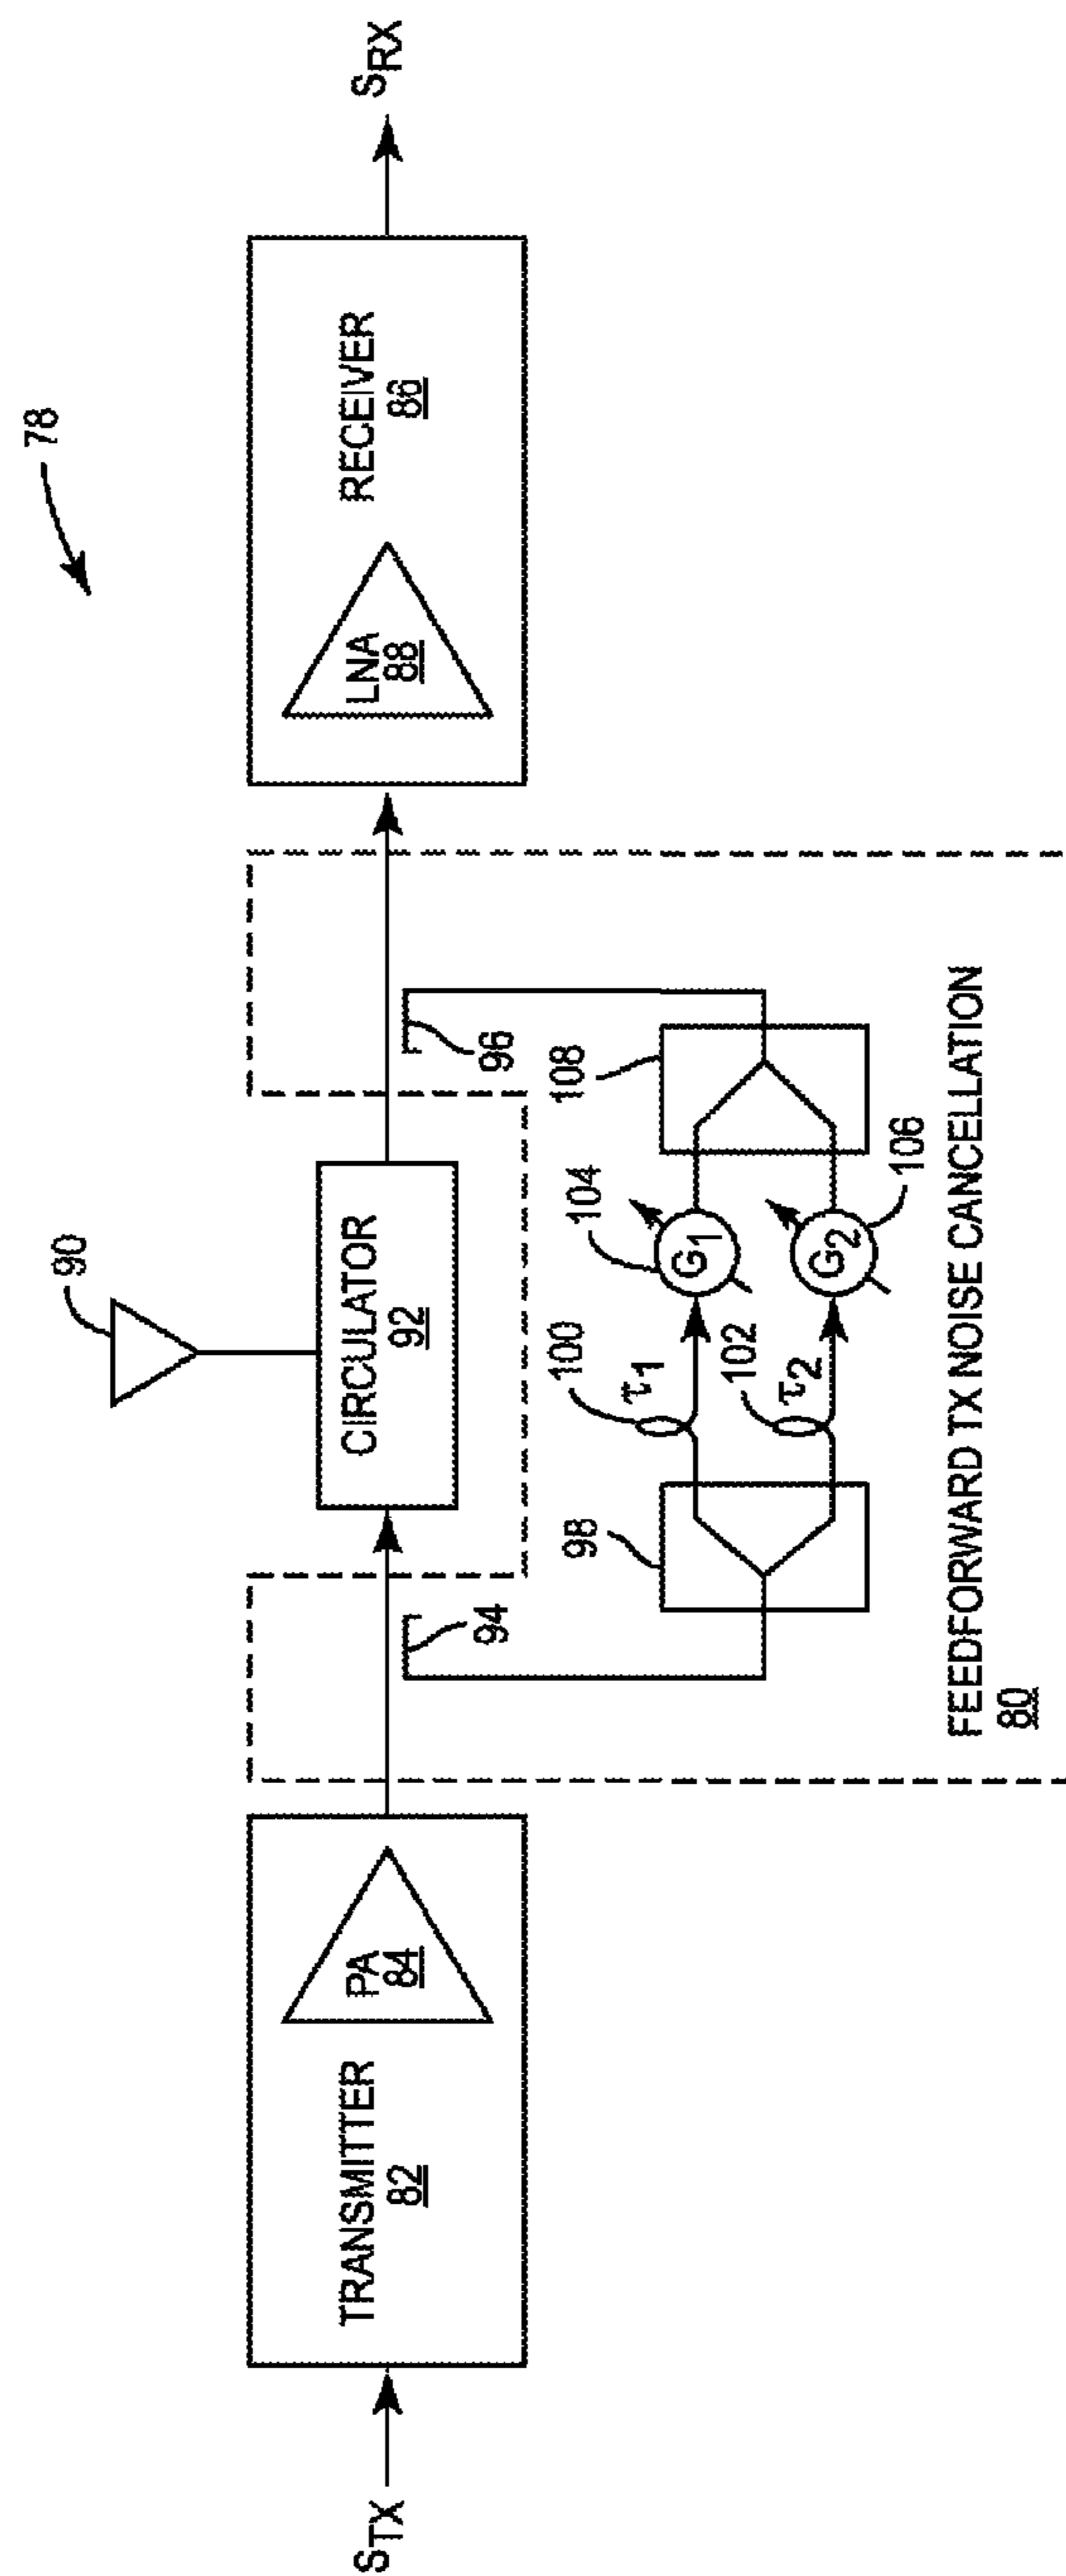 78
90
S_TX
TRANSMITTER
82
PA
84
CIRCULATOR
92
LNA
88
RECEIVER
86
S_RX
94
96
98
100
τ1
102
τ2
104
G1
G2
106
108
FEEDFORWARD TX NOISE CANCELLATION
80